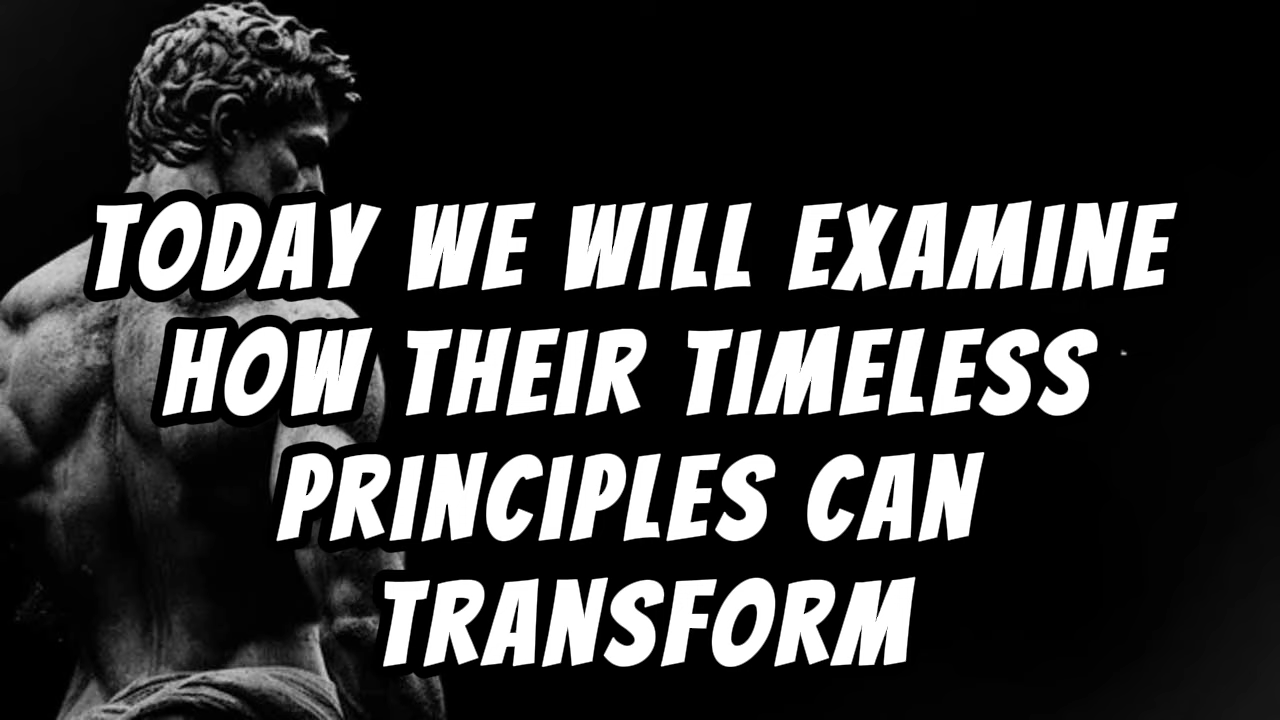 TODAY WE WILL EXAMINE
HOW THEIR TIMELESS
PRINCIPLES CAN
TRANSFORM